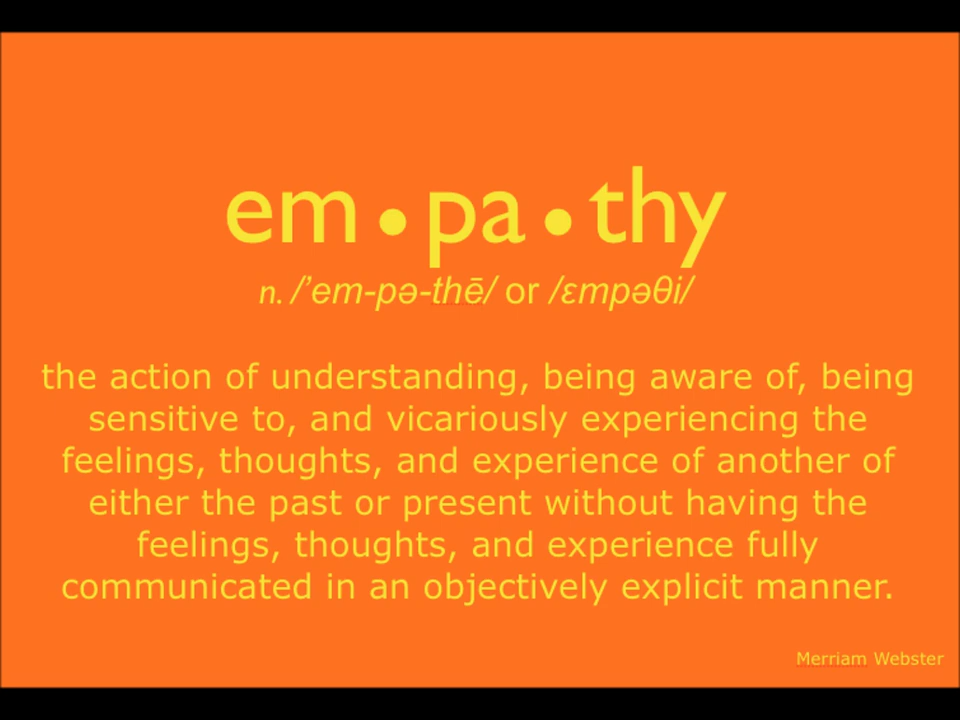 em•pa•thy
n. /’em-pə-thē/ or /ɛmpəθi/
the action of understanding, being aware of, being
sensitive to, and vicariously experiencing the
feelings, thoughts, and experience of another of
either the past or present without having the
feelings, thoughts, and experience fully
communicated in an objectively explicit manner.
Merriam Webster